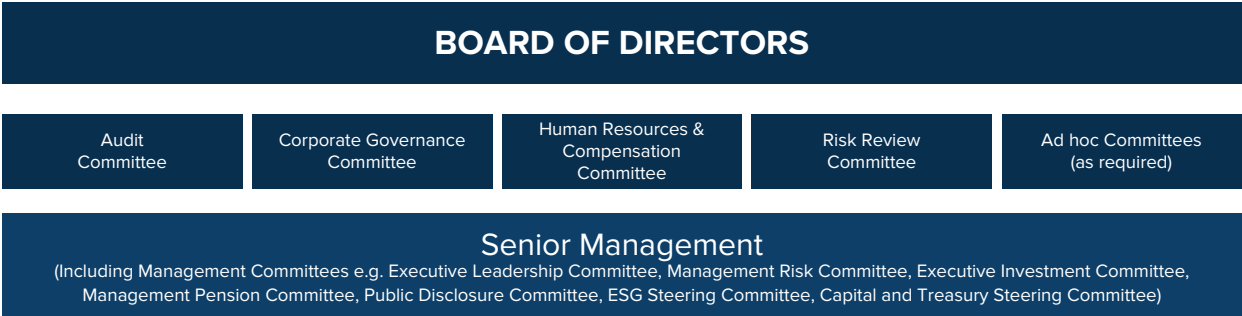 BOARD OF DIRECTORS
Audit
Committee
Corporate Governance
Committee
Human Resources &
Compensation
Committee
Risk Review
Committee
Ad hoc Committees
(as required)
Senior Management
(Including Management Committees e.g. Executive Leadership Committee, Management Risk Committee, Executive Investment Committee,
Management Pension Committee, Public Disclosure Committee, ESG Steering Committee, Capital and Treasury Steering Committee)